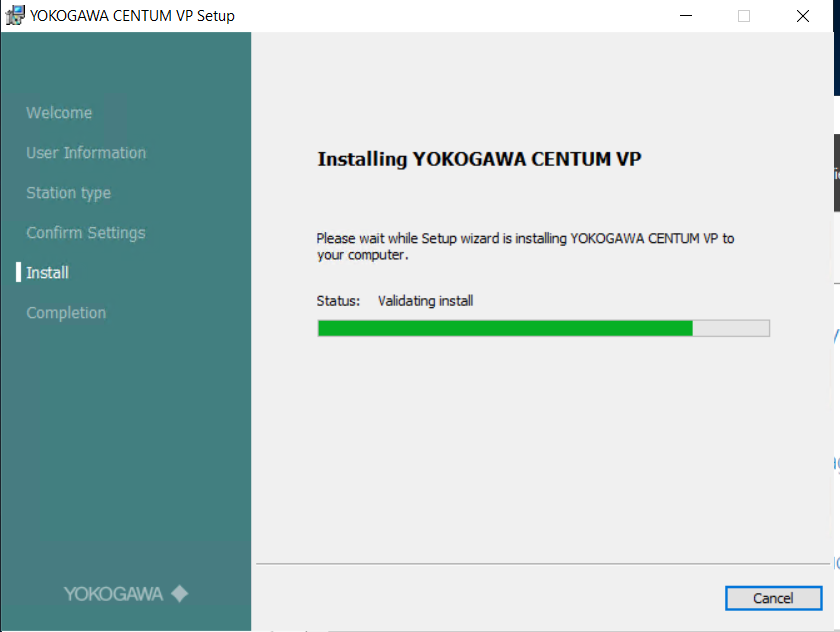 YOKOGAWA CENTUM VP Setup
Welcome
User Information
Station type
Confirm Settings
Install
Completion
YOKOGAWA
Installing YOKOGAWA CENTUM VP
Please wait while Setup wizard is installing YOKOGAWA CENTUM VP to
your computer.
Status: Validating install
Cancel